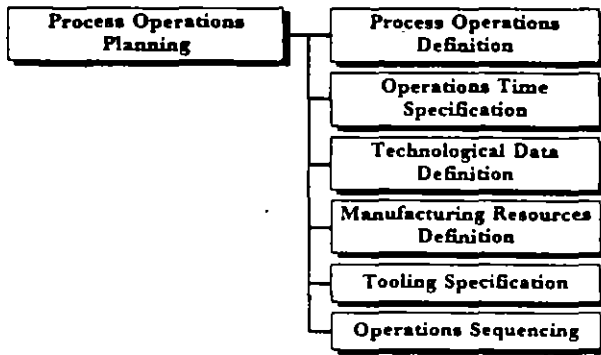 Process Operations
Planning
Process Operations
Definition
Operations Time
Specification
Technological Data
Definition
Manufacturing Resources
Definition
Tooling Specification
Operations Sequencing